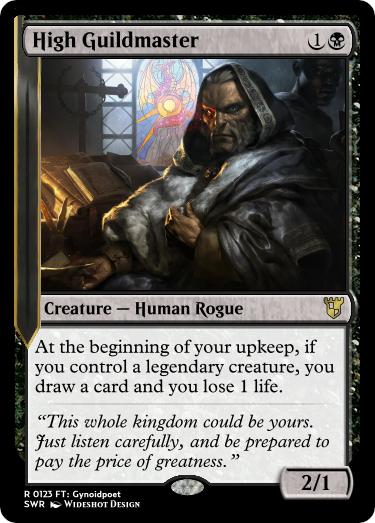 High Guildmaster 1
Creature — Human Rogue
At the beginning of your upkeep, if
you control a legendary creature, you
draw a card and you lose 1 life.
“This whole kingdom could be yours.
Just listen carefully, and be prepared to
pay the price of greatness.”
2/1
R 0123 FT: Gynoidpoet
SWR WIDESHOT DESIGN